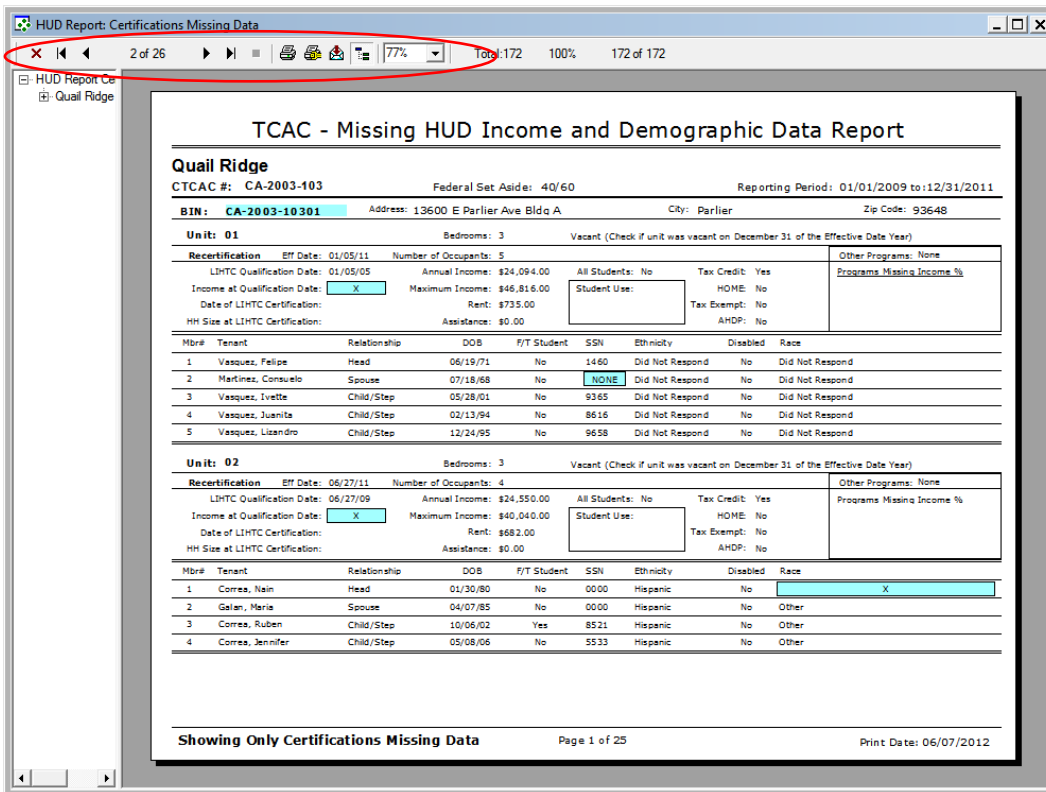 HUD Report: Certifications Missing Data
2 of 26 77% Total:172 100% 172 of 172
HUD Report Ce
Quail Ridge
TCAC - Missing HUD Income and Demographic Data Report
Quail Ridge
CTCAC #: CA-2003-103 Federal Set Aside: 40/60 Reporting Period: 01/01/2009 to:12/31/2011
BIN: CA-2003-10301 Address: 13600 E Parlier Ave Bldg A City: Parlier Zip Code: 93648
Unit: 01 Bedrooms: 3 Vacant (Check if unit was vacant on December 31 of the Effective Date Year)
Recertification Eff Date: 01/05/11 Number of Occupants: 5 Other Programs: None
LIHTC Qualification Date: 01/05/05 Annual Income: $24,094.00 All Students: No Tax Credit: Yes Programs Missing Income %
Income at Qualification Date: X Maximum Income: $46,816.00 Student Use: HOME: No
Date of LIHTC Certification: Rent: $735.00 Tax Exempt: No
HH Size at LIHTC Certification: Assistance: $0.00 AHDP: No
Mbr# Tenant Relationship DOB F/T Student SSN Ethnicity Disabled Race
1 Vasquez, Felipe Head 06/19/71 No 1460 Did Not Respond No Did Not Respond
2 Martinez, Consuelo Spouse 07/18/68 No NONE Did Not Respond No Did Not Respond
3 Vasquez, Ivette Child/Step 05/28/01 No 9365 Did Not Respond No Did Not Respond
4 Vasquez, Juanita Child/Step 02/13/94 No 8616 Did Not Respond No Did Not Respond
5 Vasquez, Lizandro Child/Step 12/24/95 No 9658 Did Not Respond No Did Not Respond
Unit: 02 Bedrooms: 3 Vacant (Check if unit was vacant on December 31 of the Effective Date Year)
Recertification Eff Date: 06/27/11 Number of Occupants: 4 Other Programs: None
LIHTC Qualification Date: 06/27/09 Annual Income: $24,550.00 All Students: No Tax Credit: Yes Programs Missing Income %
Income at Qualification Date: X Maximum Income: $40,040.00 Student Use: HOME: No
Date of LIHTC Certification: Rent: $682.00 Tax Exempt: No
HH Size at LIHTC Certification: Assistance: $0.00 AHDP: No
Mbr# Tenant Relationship DOB F/T Student SSN Ethnicity Disabled Race
1 Correa, Nain Head 01/30/80 No 0000 Hispanic No X
2 Galan, Maria Spouse 04/07/85 No 0000 Hispanic No Other
3 Correa, Ruben Child/Step 10/06/02 Yes 8521 Hispanic No Other
4 Correa, Jennifer Child/Step 05/08/06 No 5533 Hispanic No Other
Showing Only Certifications Missing Data Page 1 of 25 Print Date: 06/07/2012